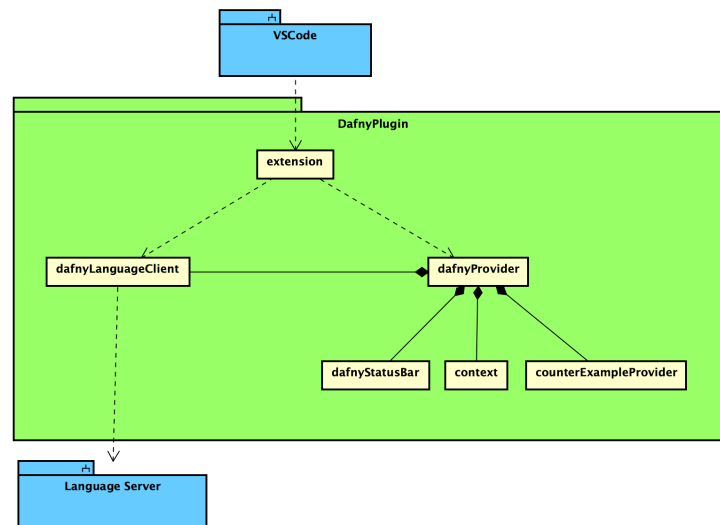 VSCode
DafnyPlugin
extension
dafnyLanguageClient
dafnyProvider
dafnyStatusBar
context
counterExampleProvider
Language Server